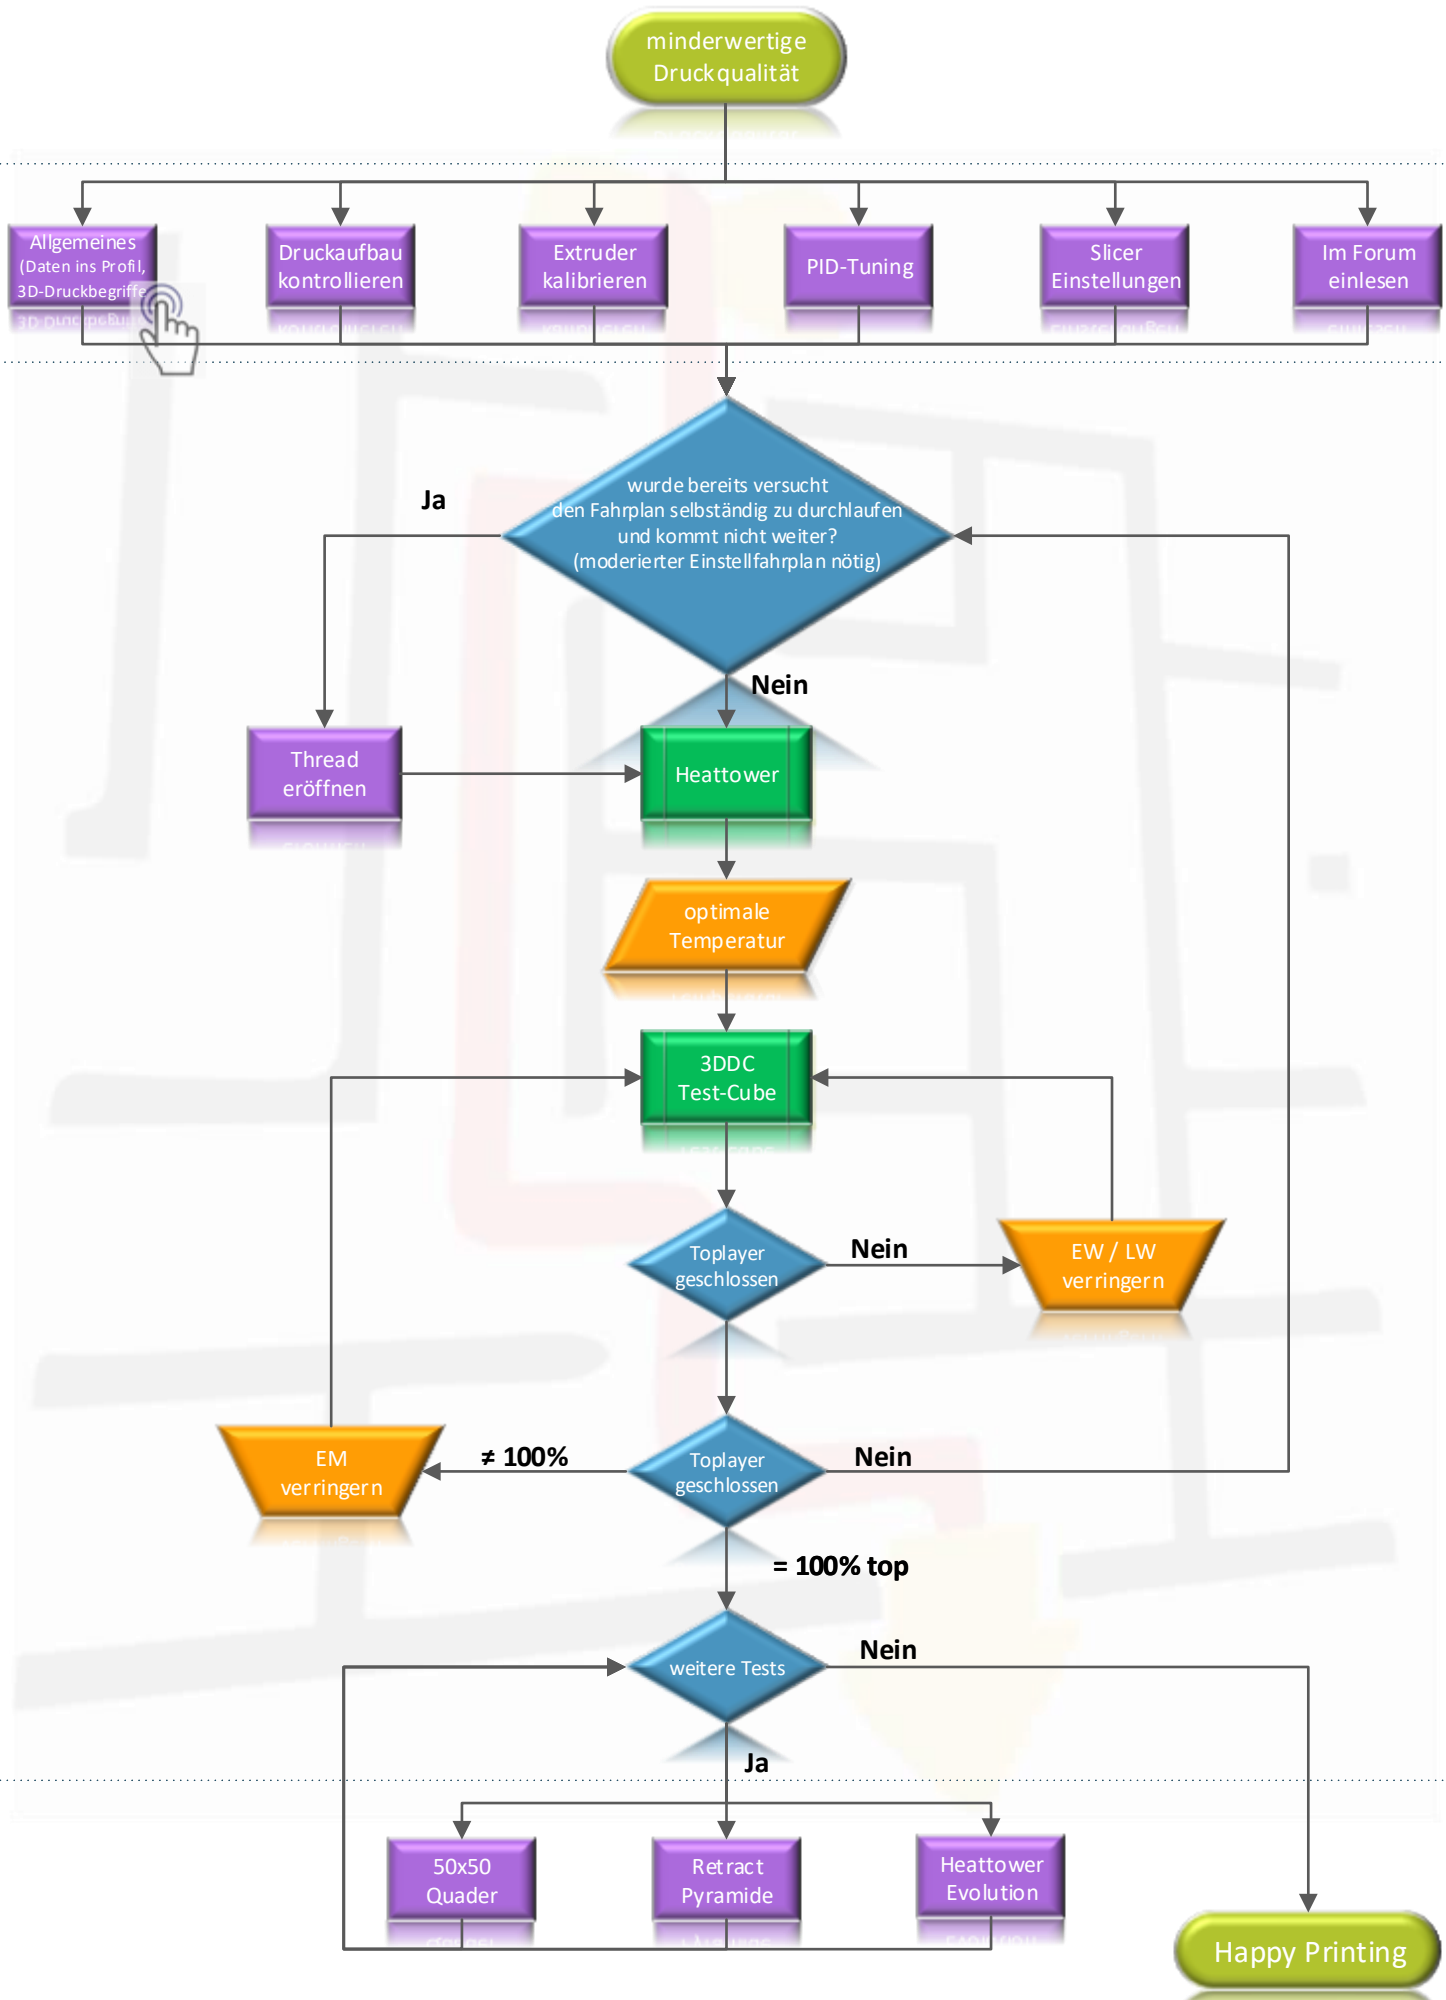 minderwertige
Druckqualität
Allgemeines
(Daten ins Profil,
3D-Druckbegriffe
Druckaufbau
kontrollieren
Extruder
kalibrieren
PID-Tuning
Slicer
Einstellungen
Im Forum
einlesen
wurde bereits versucht
den Fahrplan selbständig zu durchlaufen
und kommt nicht weiter?
(moderierter Einstellfahrplan nötig)
Ja
Nein
Thread
eröffnen
Heattower
optimale
Temperatur
3DDC
Test-Cube
Toplayer
geschlossen
Nein
EW / LW
verringern
Toplayer
geschlossen
≠ 100%
Nein
EM
verringern
= 100% top
weitere Tests
Nein
Ja
50x50
Quader
Retract
Pyramide
Heattower
Evolution
Happy Printing